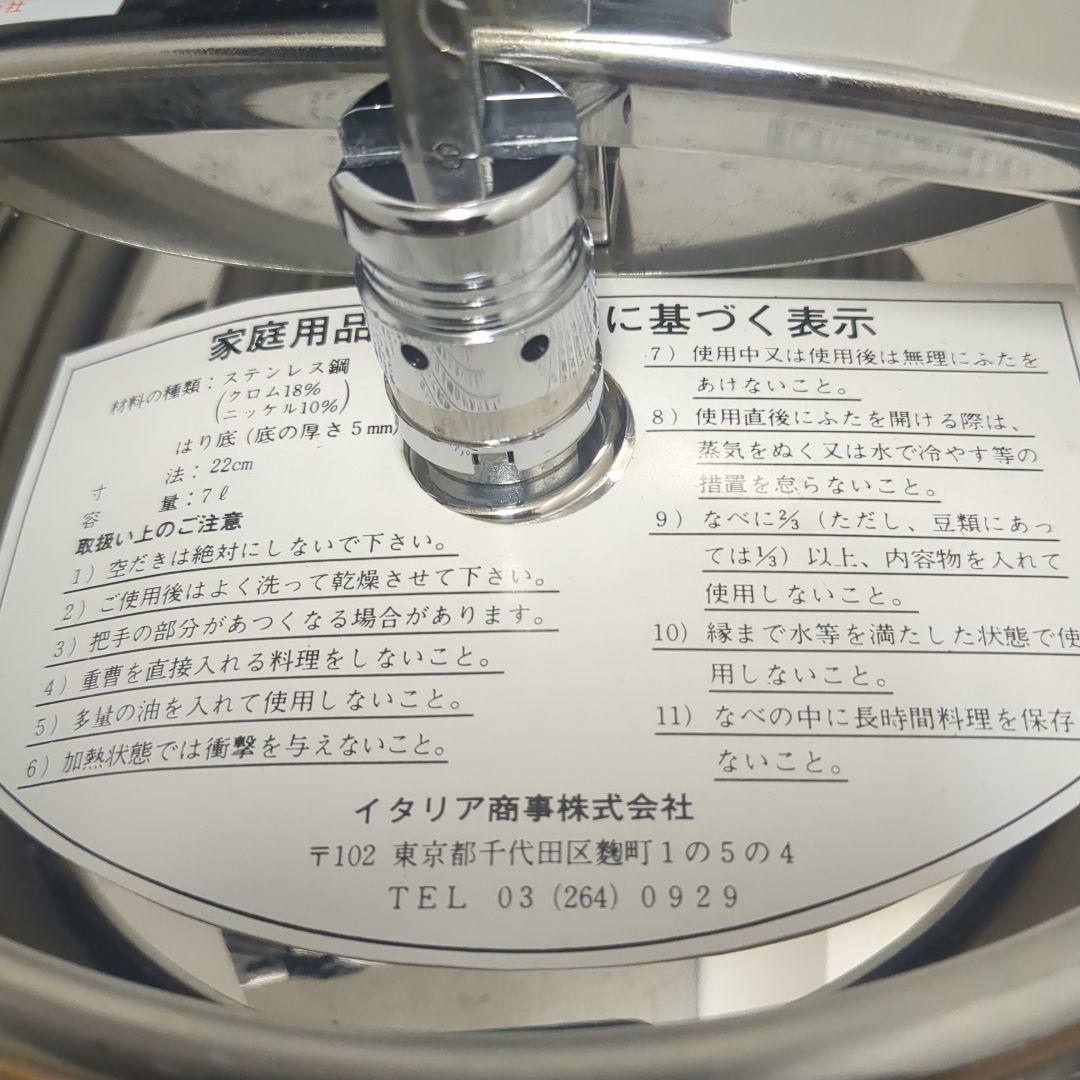 会社
家庭用品
に基づく表示
材料の種類：ステンレス鋼
(クロム18%
ニッケル10%)
はり底(底の厚さ5mm)
寸 法：22cm
容 量：7ℓ
取扱い上のご注意
1）空だきは絶対にしないで下さい。
2）ご使用後はよく洗って乾燥させて下さい。
3）把手の部分があつくなる場合があります。
4）重曹を直接入れる料理をしないこと。
5）多量の油を入れて使用しないこと。
6）加熱状態では衝撃を与えないこと。
7）使用中又は使用後は無理にふたを
あけないこと。
8）使用直後にふたを開ける際は、
蒸気をぬく又は水で冷やす等の
措置を怠らないこと。
9）なべに⅔（ただし、豆類にあっ
ては⅓）以上、内容物を入れて
使用しないこと。
10）縁まで水等を満たした状態で使
用しないこと。
11）なべの中に長時間料理を保存
ないこと。
イタリア商事株式会社
〒102 東京都千代田区麴町1の5の4
TEL 03(264)0929